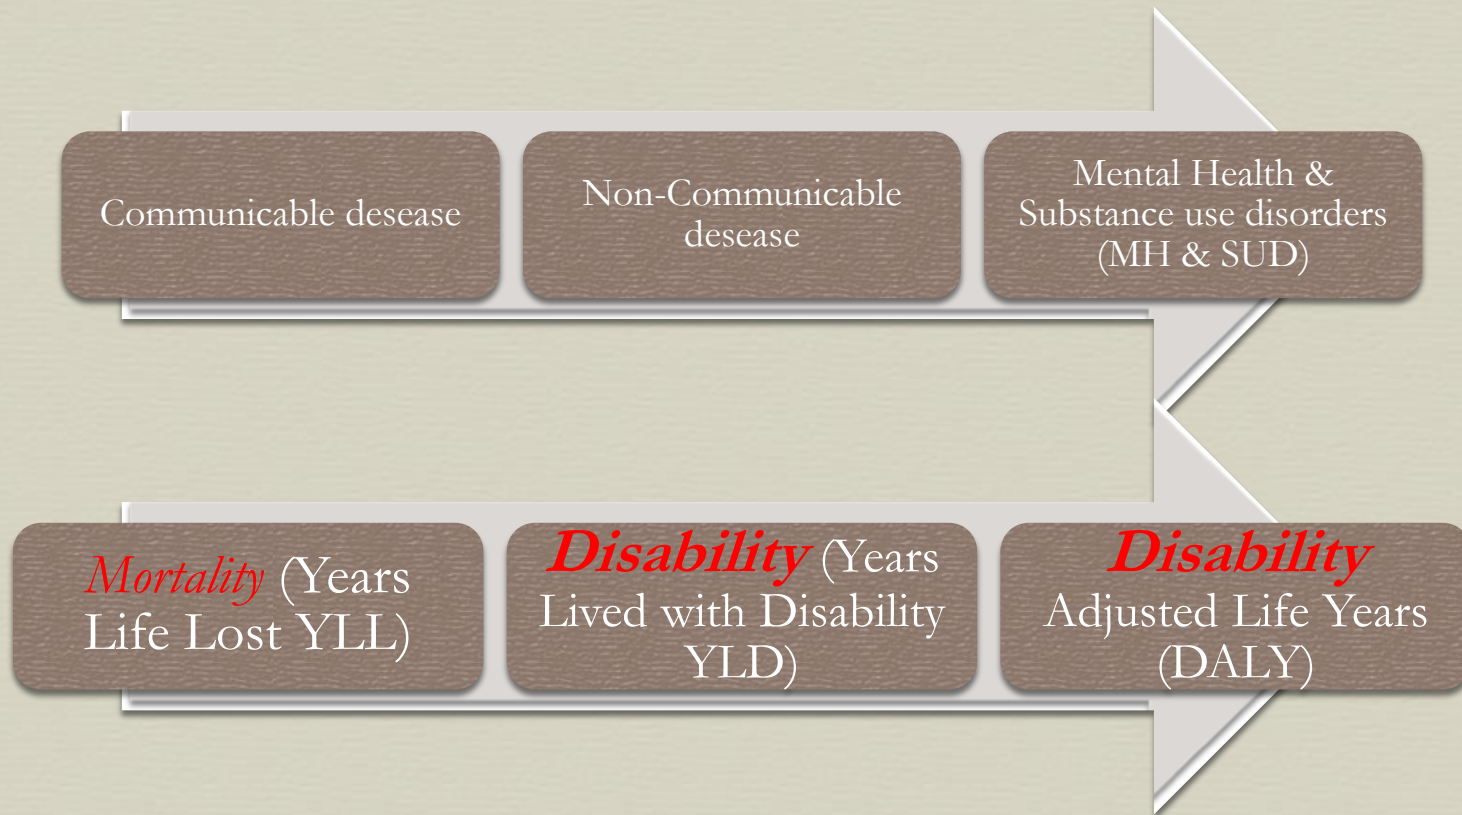 Communicable desease
Non-Communicable
desease
Mental Health &
Substance use disorders
(MH & SUD)
Mortality (Years
Life Lost YLL)
Disability (Years
Lived with Disability
YLD)
Disability
Adjusted Life Years
(DALY)